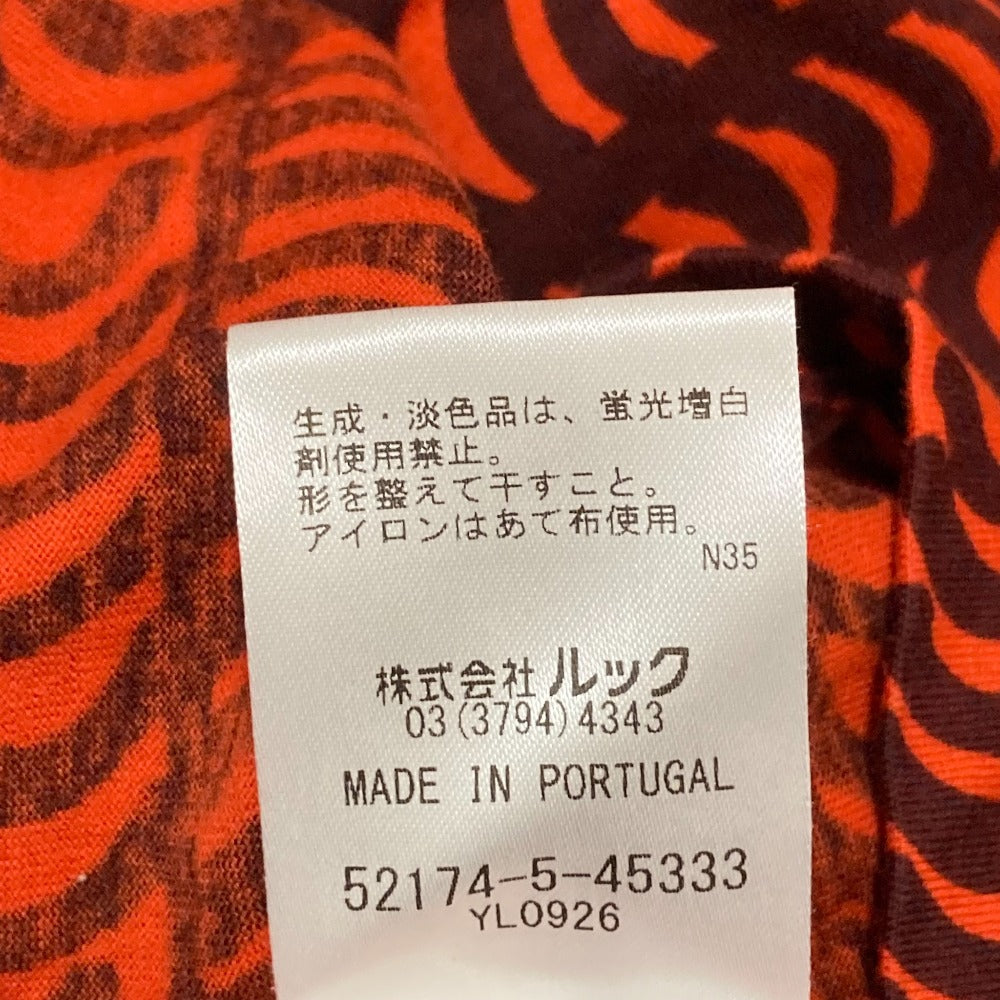 生成・淡色品は、蛍光増白
剤使用禁止。
形を整えて干すこと。
アイロンはあて布使用。
N35
株式会社ルック
03(3794)4343
MADE IN PORTUGAL
52174-5-45333
YL0926